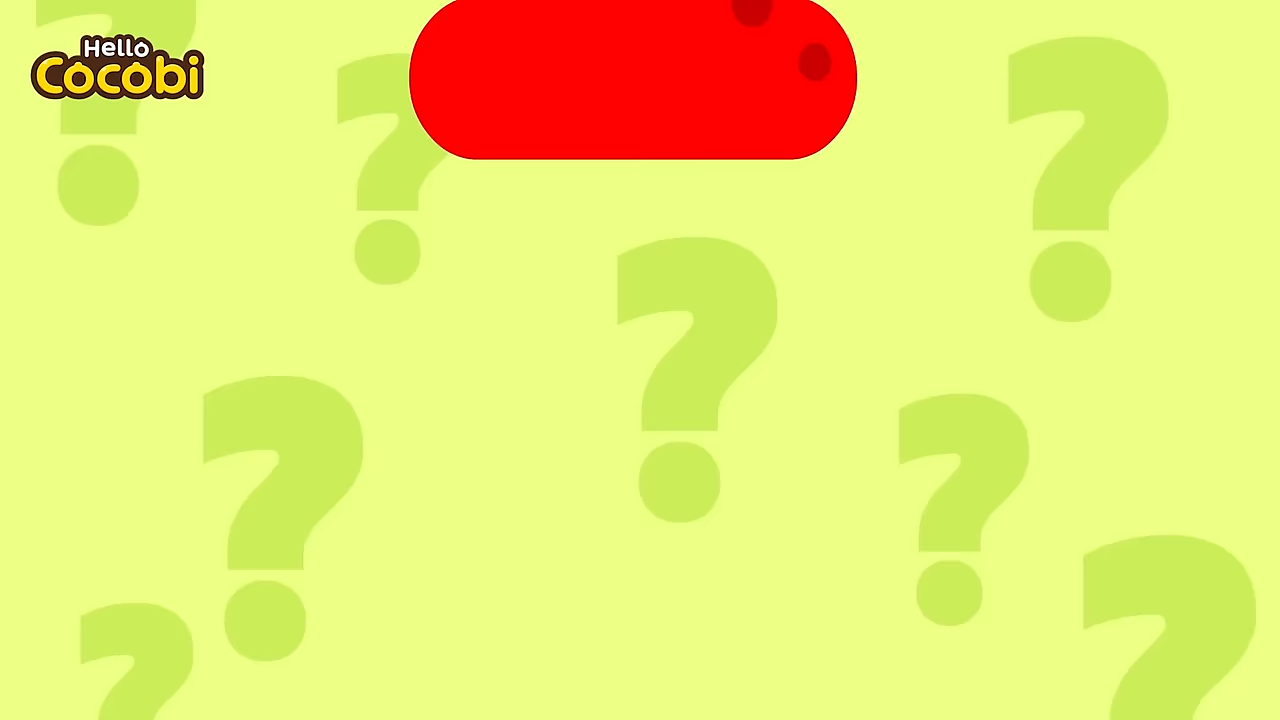 Hello
Cocobi
? ? ?
?
? ?
? ?